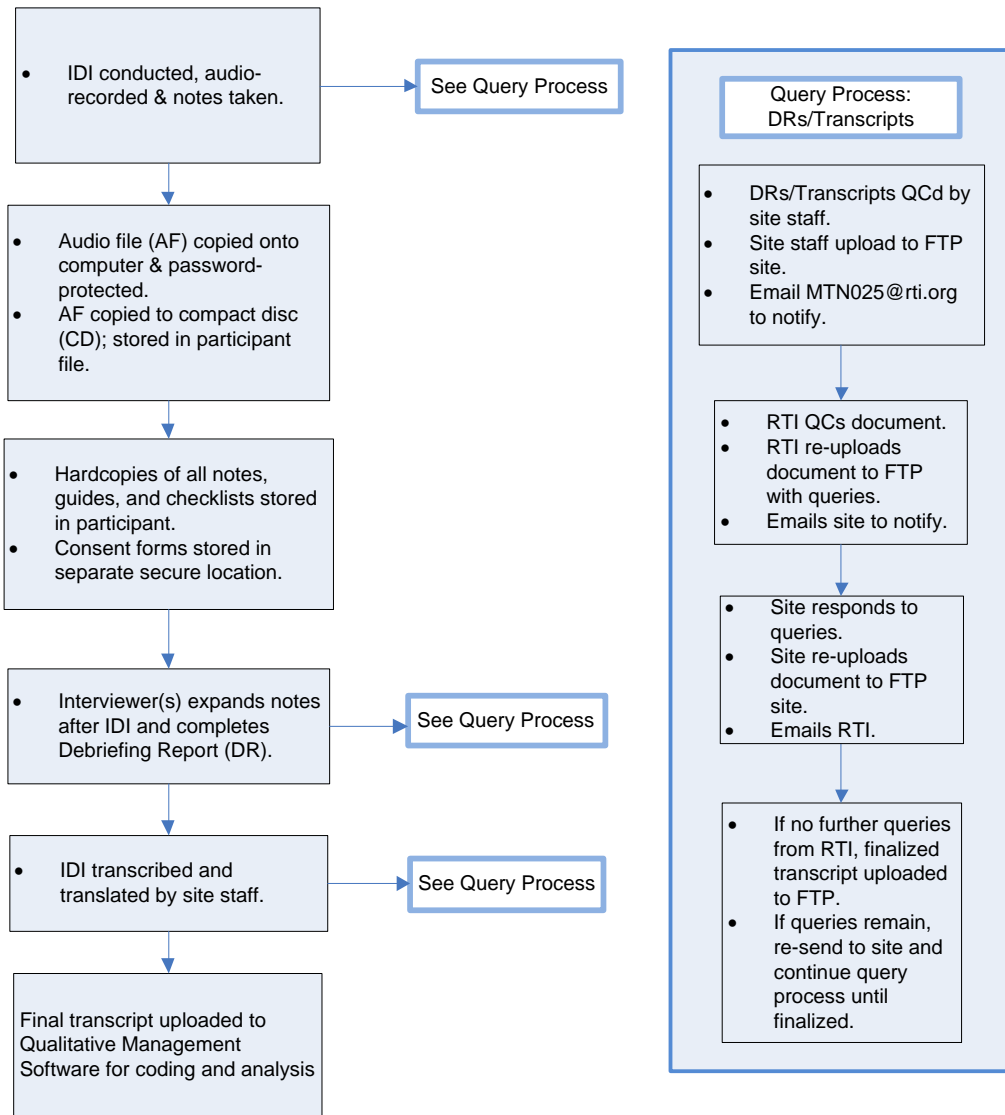 • IDI conducted, audio-
recorded & notes taken.
See Query Process
• Audio file (AF) copied onto
computer & password-
protected.
• AF copied to compact disc
(CD); stored in participant
file.
• Hardcopies of all notes,
guides, and checklists stored
in participant.
• Consent forms stored in
separate secure location.
• Interviewer(s) expands notes
after IDI and completes
Debriefing Report (DR).
See Query Process
• IDI transcribed and
translated by site staff.
See Query Process
Final transcript uploaded to
Qualitative Management
Software for coding and analysis
Query Process:
DRs/Transcripts
• DRs/Transcripts QCd by
site staff.
• Site staff upload to FTP
site.
• Email MTN025@rti.org
to notify.
• RTI QCs document.
• RTI re-uploads
document to FTP
with queries.
• Emails site to notify.
• Site responds to
queries.
• Site re-uploads
document to FTP
site.
• Emails RTI.
• If no further queries
from RTI, finalized
transcript uploaded
to FTP.
• If queries remain,
re-send to site and
continue query
process until
finalized.